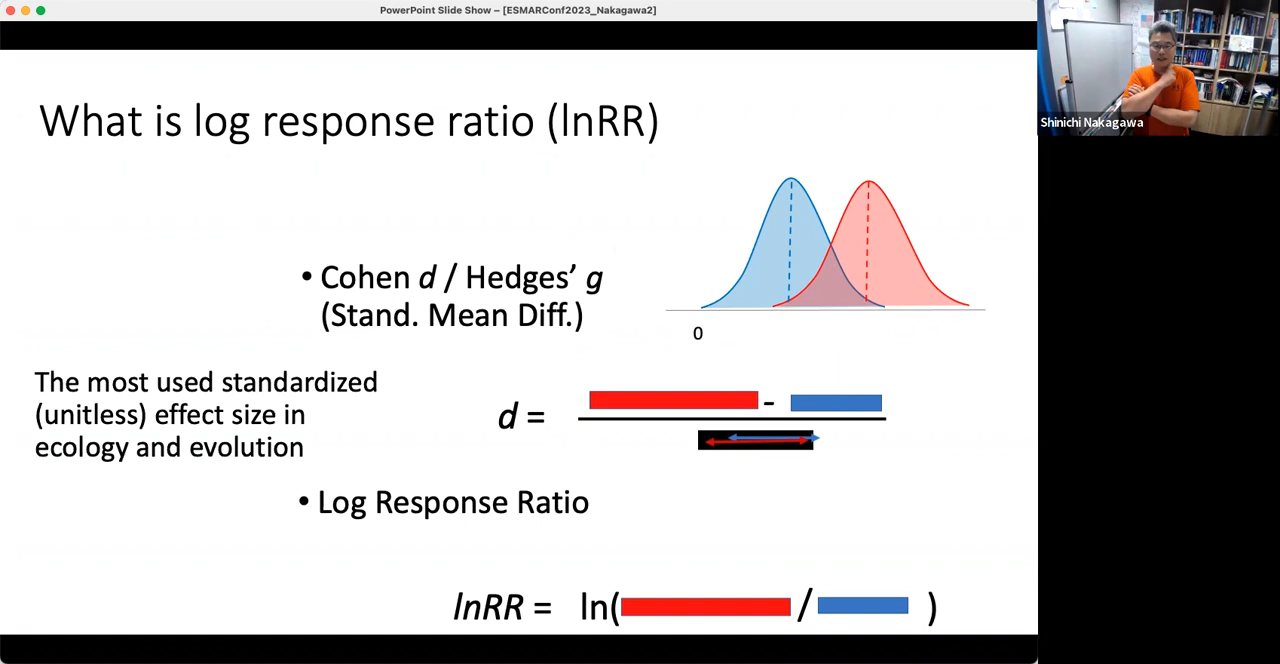 PowerPoint Slide Show – [ESMARConf2023_Nakagawa2]
Shinichi Nakagawa
What is log response ratio (lnRR)
• Cohen d / Hedges’ g
(Stand. Mean Diff.)
0
The most used standardized
(unitless) effect size in
ecology and evolution
d =
-
• Log Response Ratio
lnRR = ln( / )